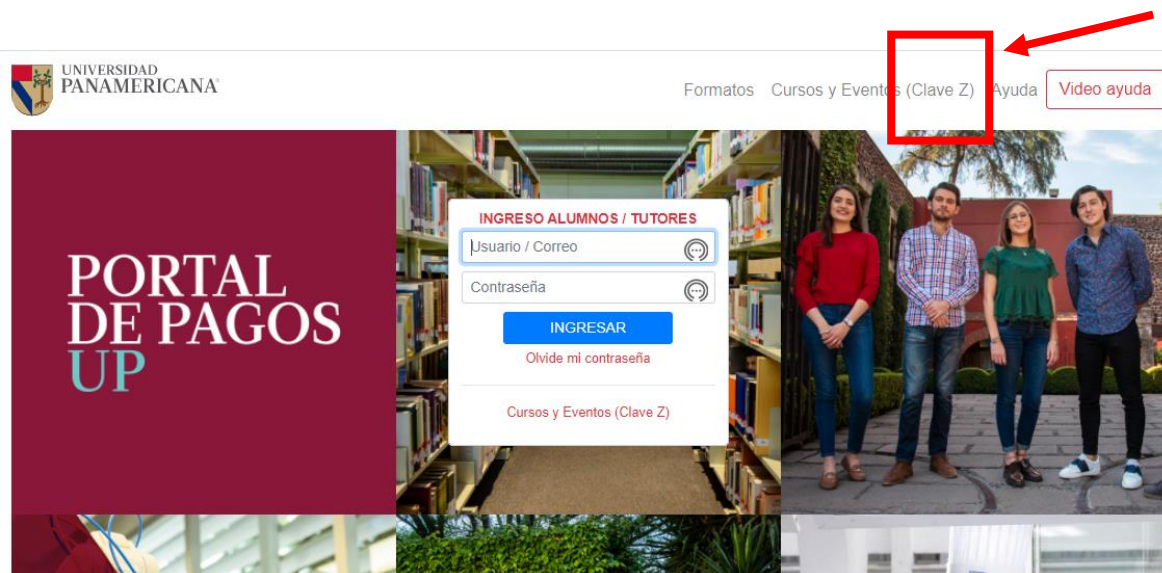 UNIVERSIDAD
PANAMERICANA
Formatos Cursos y Eventos (Clave Z) Ayuda Video ayuda
PORTAL
DE PAGOS
UP
INGRESO ALUMNOS / TUTORES
Usuario / Correo
Contraseña
INGRESAR
Olvide mi contraseña
Cursos y Eventos (Clave Z)